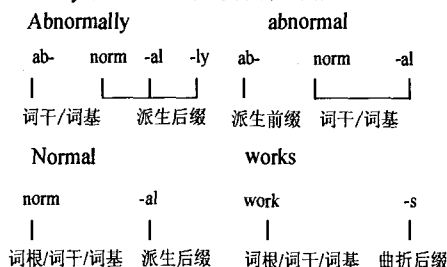 Abnormally abnormal
ab- norm -al -ly ab- norm -al
词干/词基 派生后缀 派生前缀 词干/词基
Normal works
norm -al work -s
词根/词干/词基 派生后缀 词根/词干/词基 曲折后缀